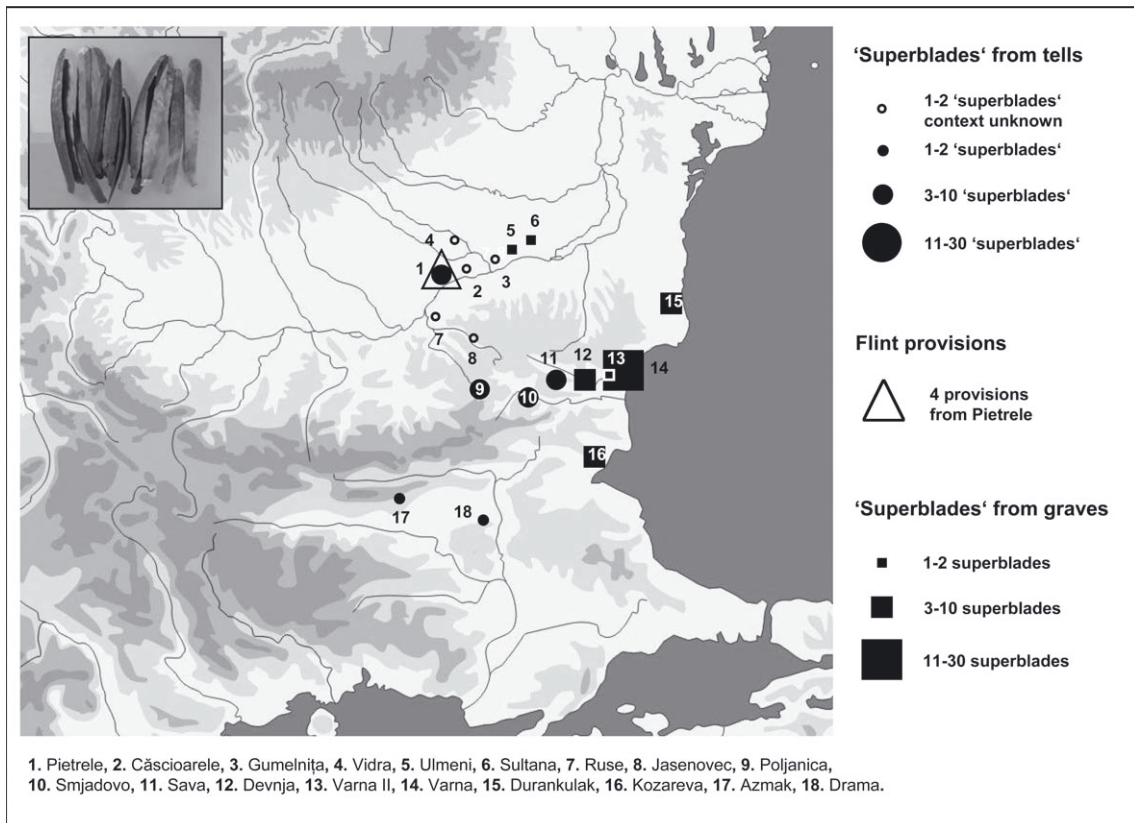 'Superblades' from tells
1-2 'superblades'
context unknown
1-2 'superblades'
3-10 'superblades'
11-30 'superblades'
Flint provisions
4 provisions
from Pietrele
'Superblades' from graves
1-2 superblades
3-10 superblades
11-30 superblades
6
5
4
3
1
2
15
7
8
13
11
12
14
9
10
16
17
18
1. Pietrele, 2. Căscioarele, 3. Gumelnița, 4. Vidra, 5. Ulmeni, 6. Sultana, 7. Ruse, 8. Jasenovec, 9. Poljanica,
10. Smjadovo, 11. Sava, 12. Devnja, 13. Varna II, 14. Varna, 15. Durankulak, 16. Kozareva, 17. Azmak, 18. Drama.